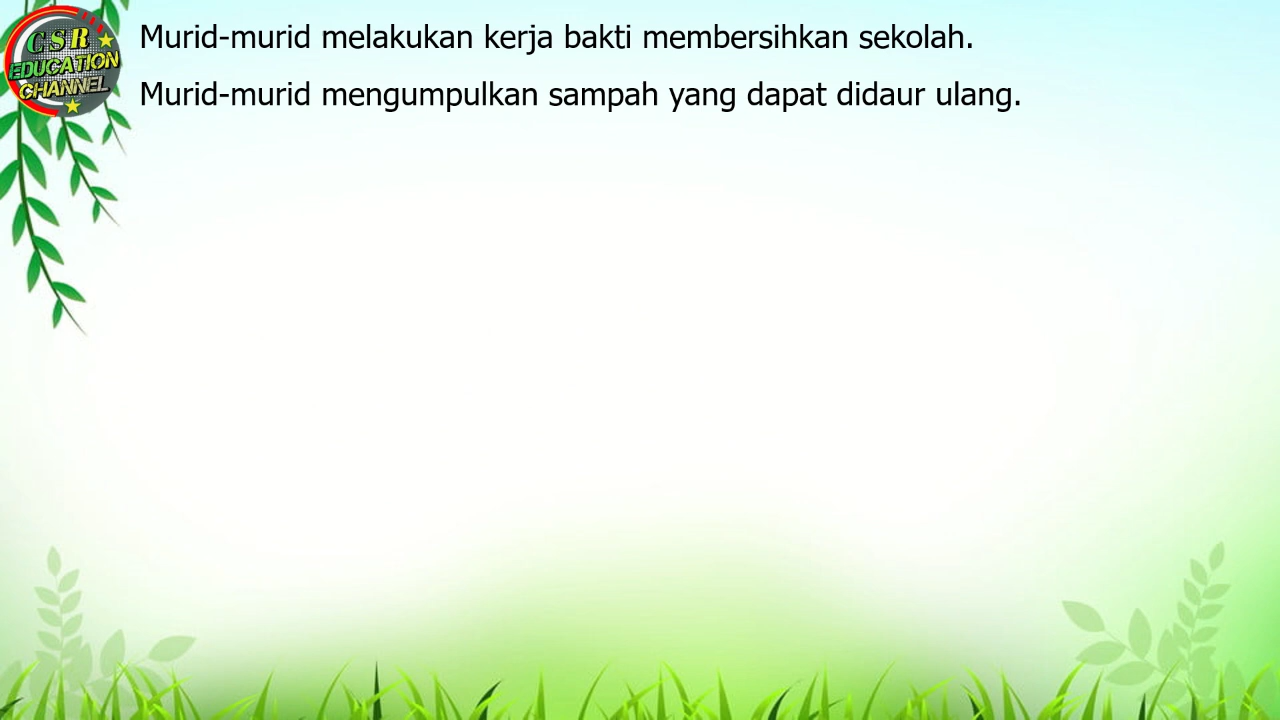 CSR
EDUCATION
CHANNEL
Murid-murid melakukan kerja bakti membersihkan sekolah.
Murid-murid mengumpulkan sampah yang dapat didaur ulang.